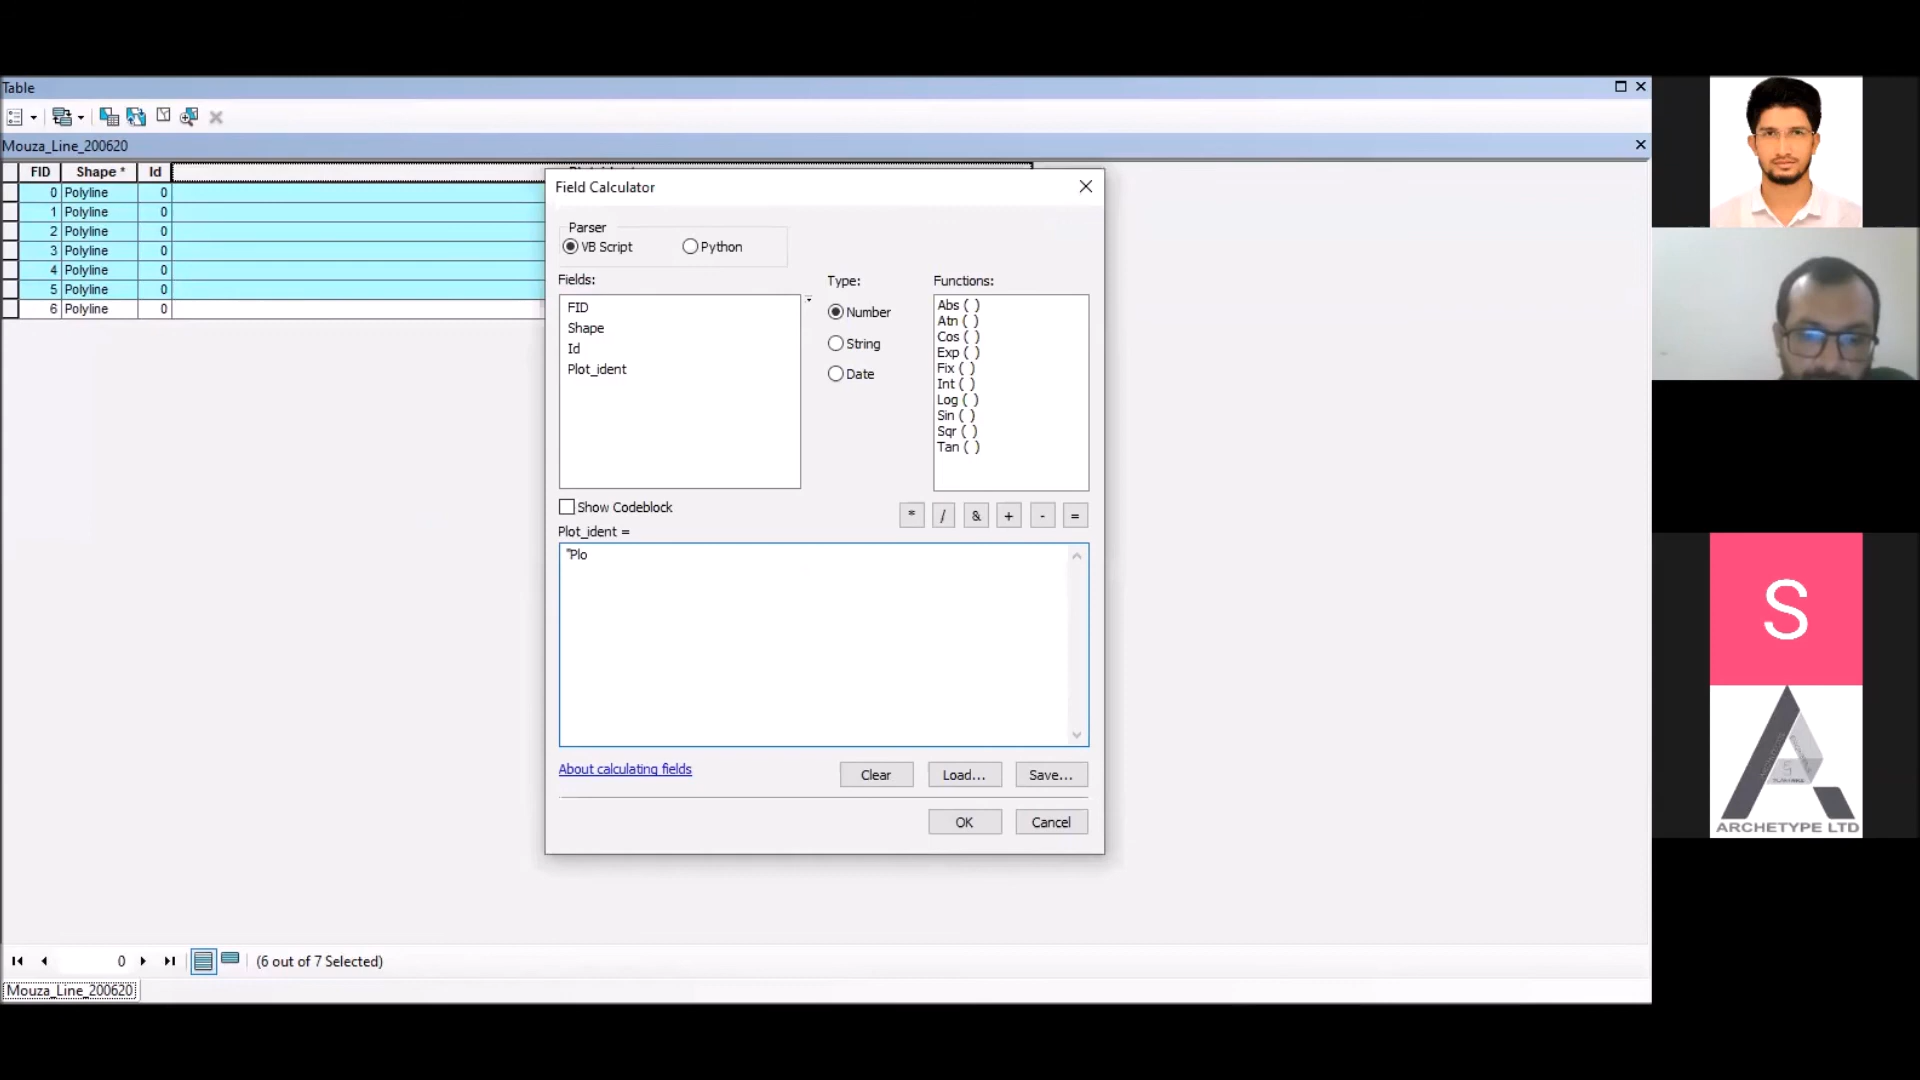 Table
Mouza_Line_200620
FID Shape * Id
0 Polyline 0
1 Polyline 0
2 Polyline 0
3 Polyline 0
4 Polyline 0
5 Polyline 0
6 Polyline 0
Field Calculator
Parser
VB Script Python
Fields: Type: Functions:
FID
Shape
Id
Plot_ident
Number
String
Date
Abs ( )
Atn ( )
Cos ( )
Exp ( )
Fix ( )
Int ( )
Log ( )
Sin ( )
Sqr ( )
Tan ( )
Show Codeblock * / & + - =
Plot_ident =
"Plo
About calculating fields Clear Load... Save...
OK Cancel
0 (6 out of 7 Selected)
Mouza_Line_200620
S
ARCHETYPE LTD